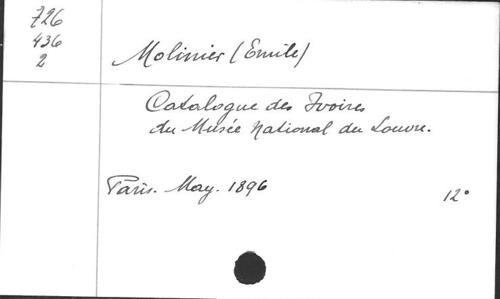 726
436
2
Molinier (Emile)
Catalogue des Ivoires
du Musée National du Louvre.
Paris. May. 1896
12°